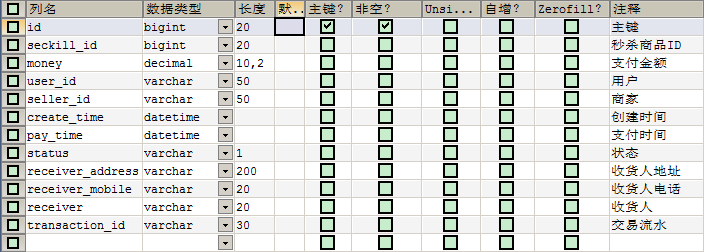 列名 数据类型 长度 默.. 主键? 非空? Unsi... 自增? Zerofill? 注释
id bigint 20 主键
seckill_id bigint 20 秒杀商品ID
money decimal 10,2 支付金额
user_id varchar 50 用户
seller_id varchar 50 商家
create_time datetime 创建时间
pay_time datetime 支付时间
status varchar 1 状态
receiver_address varchar 200 收货人地址
receiver_mobile varchar 20 收货人电话
receiver varchar 20 收货人
transaction_id varchar 30 交易流水